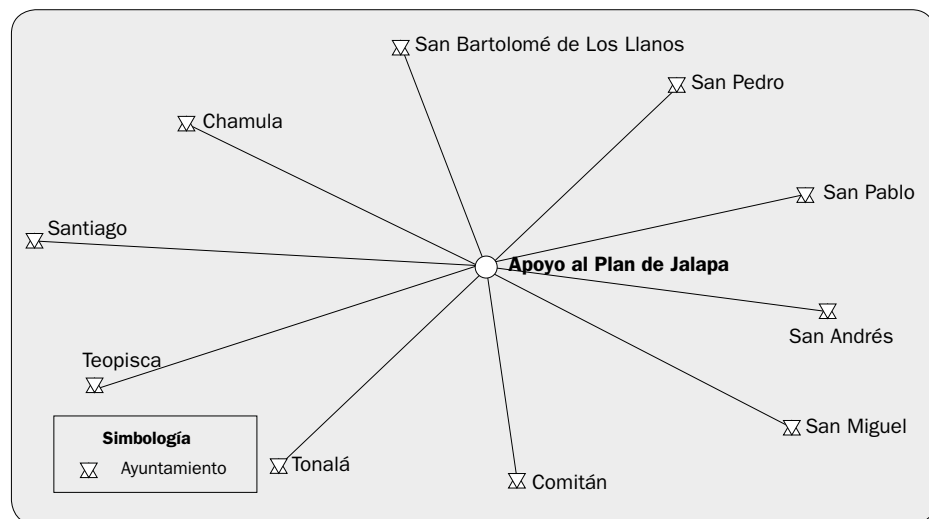 San Bartolomé de Los Llanos
San Pedro
Chamula
San Pablo
Santiago
Apoyo al Plan de Jalapa
San Andrés
Teopisca
San Miguel
Simbología
Ayuntamiento
Tonalá
Comitán